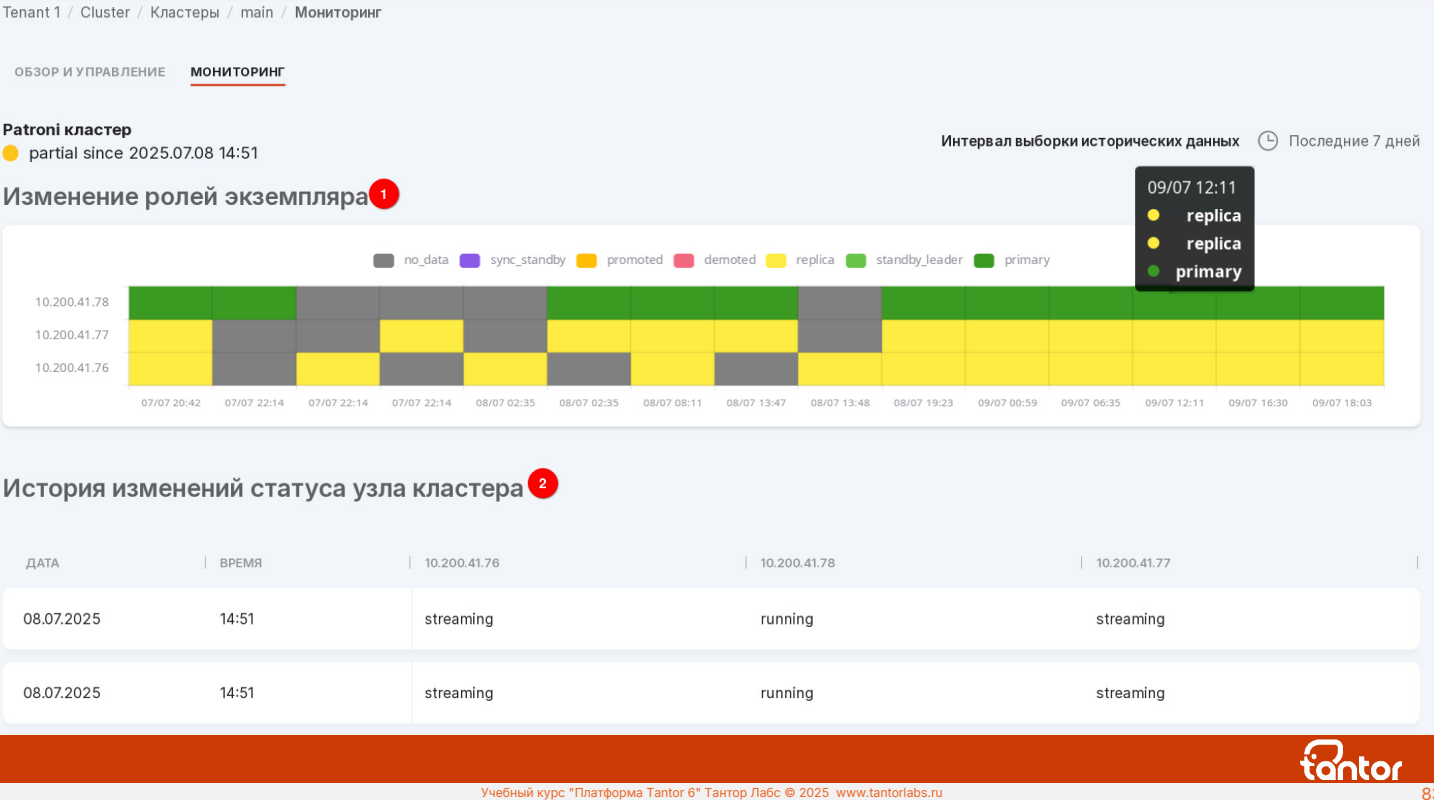 Tenant 1 / Cluster / Кластеры / main / Мониторинг
ОБЗОР И УПРАВЛЕНИЕ МОНИТОРИНГ
Patroni кластер
partial since 2025.07.08 14:51
Интервал выборки исторических данных Последние 7 дней
Изменение ролей экземпляра 1
09/07 12:11
replica
replica
primary
no_data sync_standby promoted demoted replica standby_leader primary
10.200.41.78
10.200.41.77
10.200.41.76
07/07 20:42 07/07 22:14 07/07 22:14 07/07 22:14 08/07 02:35 08/07 02:35 08/07 08:11 08/07 13:47 08/07 13:48 08/07 19:23 09/07 00:59 09/07 06:35 09/07 12:11 09/07 16:30 09/07 18:03
История изменений статуса узла кластера 2
ДАТА ВРЕМЯ 10.200.41.76 10.200.41.78 10.200.41.77
08.07.2025 14:51 streaming running streaming
08.07.2025 14:51 streaming running streaming
tantor
Учебный курс "Платформа Tantor 6" Тантор Лабс © 2025 www.tantorlabs.ru